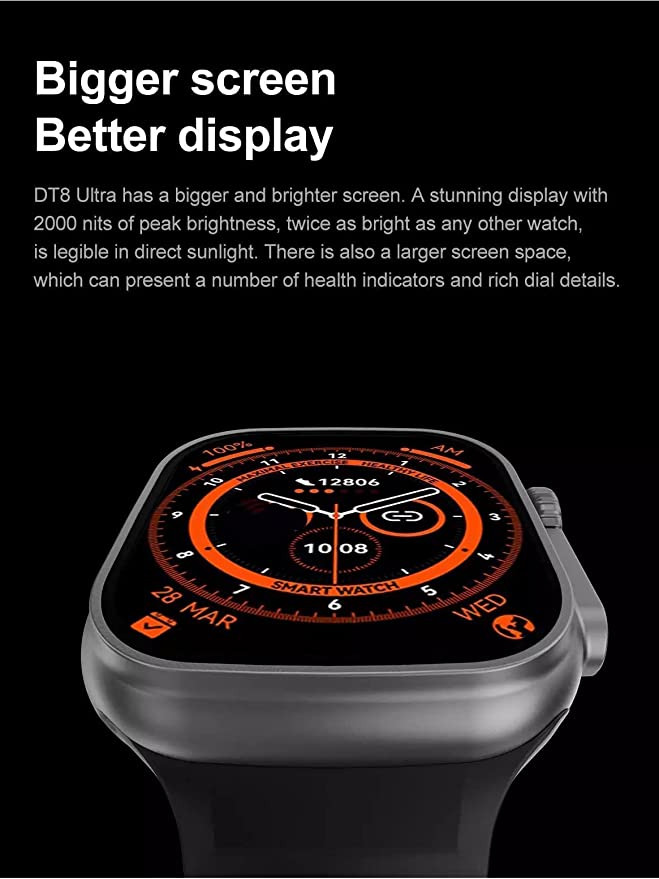 Bigger screen
Better display
DT8 Ultra has a bigger and brighter screen. A stunning display with
2000 nits of peak brightness, twice as bright as any other watch,
is legible in direct sunlight. There is also a larger screen space,
which can present a number of health indicators and rich dial details.
100%
AM
MAXIMAL EXERCISE
HEALTHY LIFE
12
11
1
10
2
12806
9
3
10:08
8
4
7
SMART WATCH
5
6
28 MAR
WED